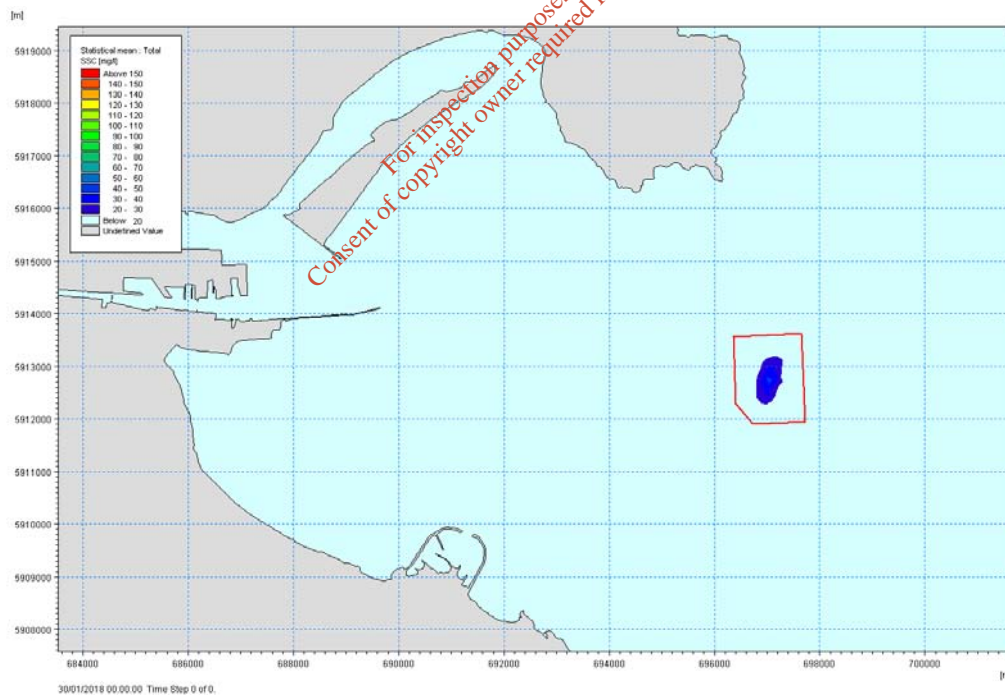 [m]
5919000
5918000
5917000
5916000
5915000
5914000
5913000
5912000
5911000
5910000
5909000
5908000
Statistical mean : Total
SSC [mg/l]
Above 150
140 - 150
130 - 140
120 - 130
110 - 120
100 - 110
90 - 100
80 - 90
70 - 80
60 - 70
50 - 60
40 - 50
30 - 40
20 - 30
Below 20
Undefined Value
For inspection purposes
Consent of copyright owner required
684000
686000
688000
690000
692000
694000
696000
698000
700000
30/01/2018 00:00:00 Time Step 0 of 0.